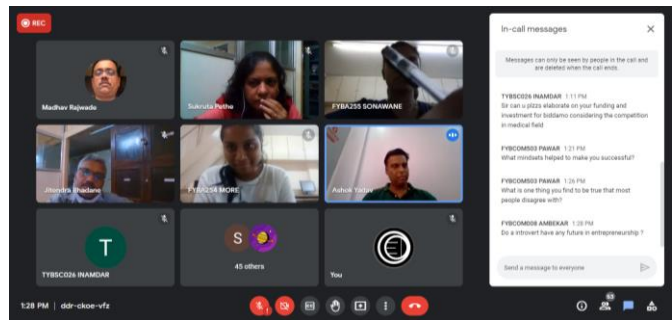 REC
Madhav Rajwade
Sukruta Pethe
FYBA255 SONAWANE
Jitendra Bhadane
FYBA254 MORE
Ashok Yadav
T
TYBSC026 INAMDAR
S
45 others
You
1:28 PM | ddr-ckoe-vfz
In-call messages
Messages can only be seen by people in the call and
are deleted when the call ends.
TYBSC026 INAMDAR 1:11 PM
Sir can u plzzs elaborate on your funding and
investment for biddamo considering the competition
in medical field
FYBCOM503 PAWAR 1:21 PM
What mindsets helped to make you successful?
FYBCOM503 PAWAR 1:26 PM
What is one thing you find to be true that most
people disagree with?
FYBCOM008 AMBEKAR 1:28 PM
Do a introvert have any future in entrepreneurship ?
Send a message to everyone
53